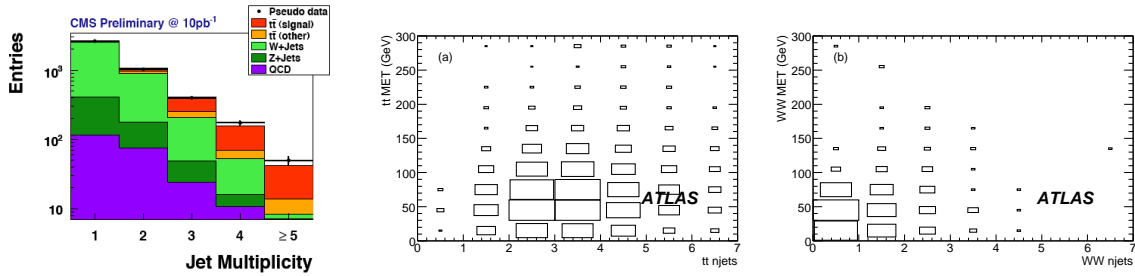 CMS Preliminary @ 10pb-1
Pseudo data
tt̄ (signal)
tt̄ (other)
W+Jets
Z+Jets
QCD
Entries
10³
10²
10
1
2
3
4
≥ 5
Jet Multiplicity
tt MET (GeV)
300
250
200
150
100
50
0
(a)
ATLAS
0
1
2
3
4
5
6
7
tt njets
WW MET (GeV)
300
250
200
150
100
50
0
(b)
ATLAS
0
1
2
3
4
5
6
7
WW njets